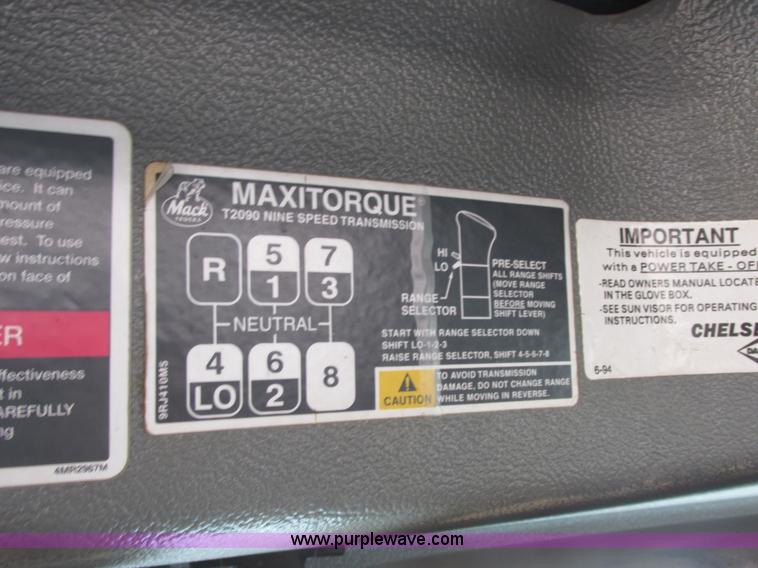 are equipped
ice. It can
mount of
pressure
est. To use
w instructions
on face of
ER
ffectiveness
t in
AREFULLY
ng
4MR2967M
Mack
TRUCKS
MAXITORQUE®
T2090 NINE SPEED TRANSMISSION
R
5
1
7
3
NEUTRAL
4
LO
6
2
8
9RJ410M5
HI
LO
RANGE
SELECTOR
PRE-SELECT
ALL RANGE SHIFTS
(MOVE RANGE
SELECTOR
BEFORE MOVING
SHIFT LEVER)
START WITH RANGE SELECTOR DOWN
SHIFT LO-1-2-3
RAISE RANGE SELECTOR, SHIFT 4-5-6-7-8
CAUTION
TO AVOID TRANSMISSION
DAMAGE, DO NOT CHANGE RANGE
WHILE MOVING IN REVERSE.
IMPORTANT
This vehicle is equipped
with a POWER TAKE - OF
-READ OWNERS MANUAL LOCATE
IN THE GLOVE BOX.
-SEE SUN VISOR FOR OPERATING
INSTRUCTIONS.
CHELSE
DA
6-94
www.purplewave.com